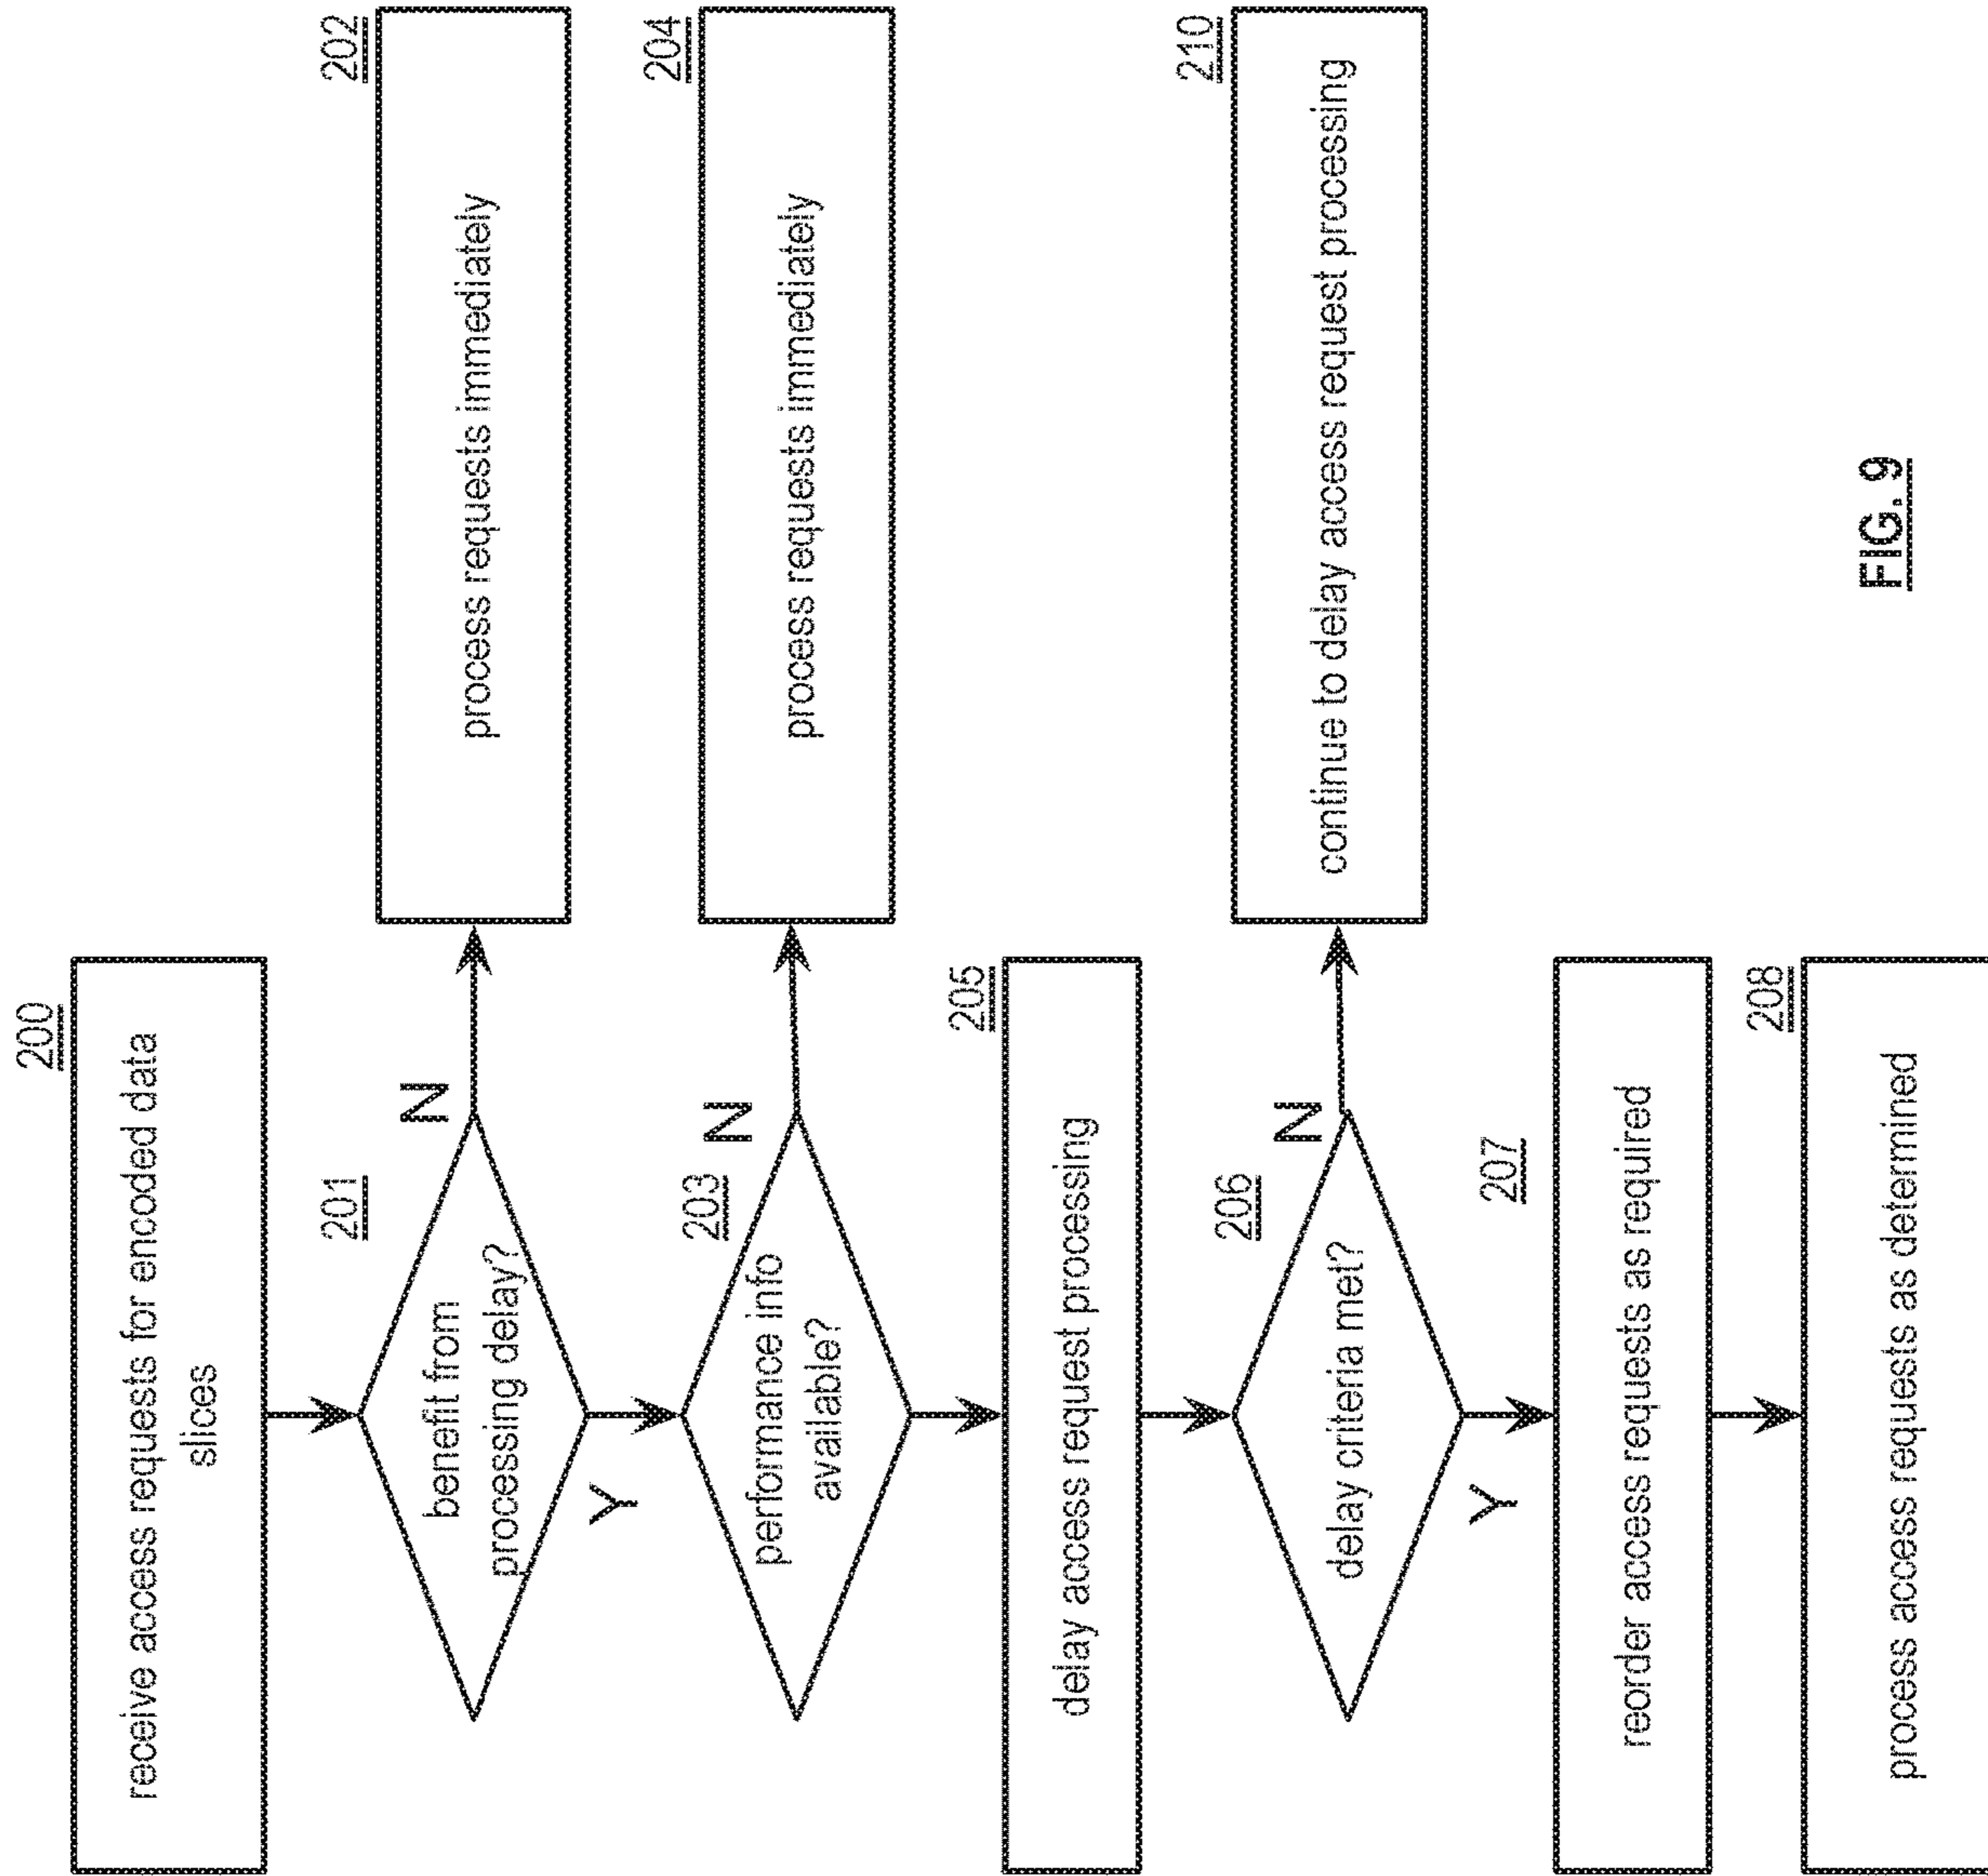 200
receive access requests for encoded data
slices
201
benefit from
processing delay?
N
Y
202
process requests immediately
203
performance info
available?
N
204
process requests immediately
205
delay access request processing
206
delay criteria met?
N
Y
210
continue to delay access request processing
207
reorder access requests as required
208
process access requests as determined
FIG. 9